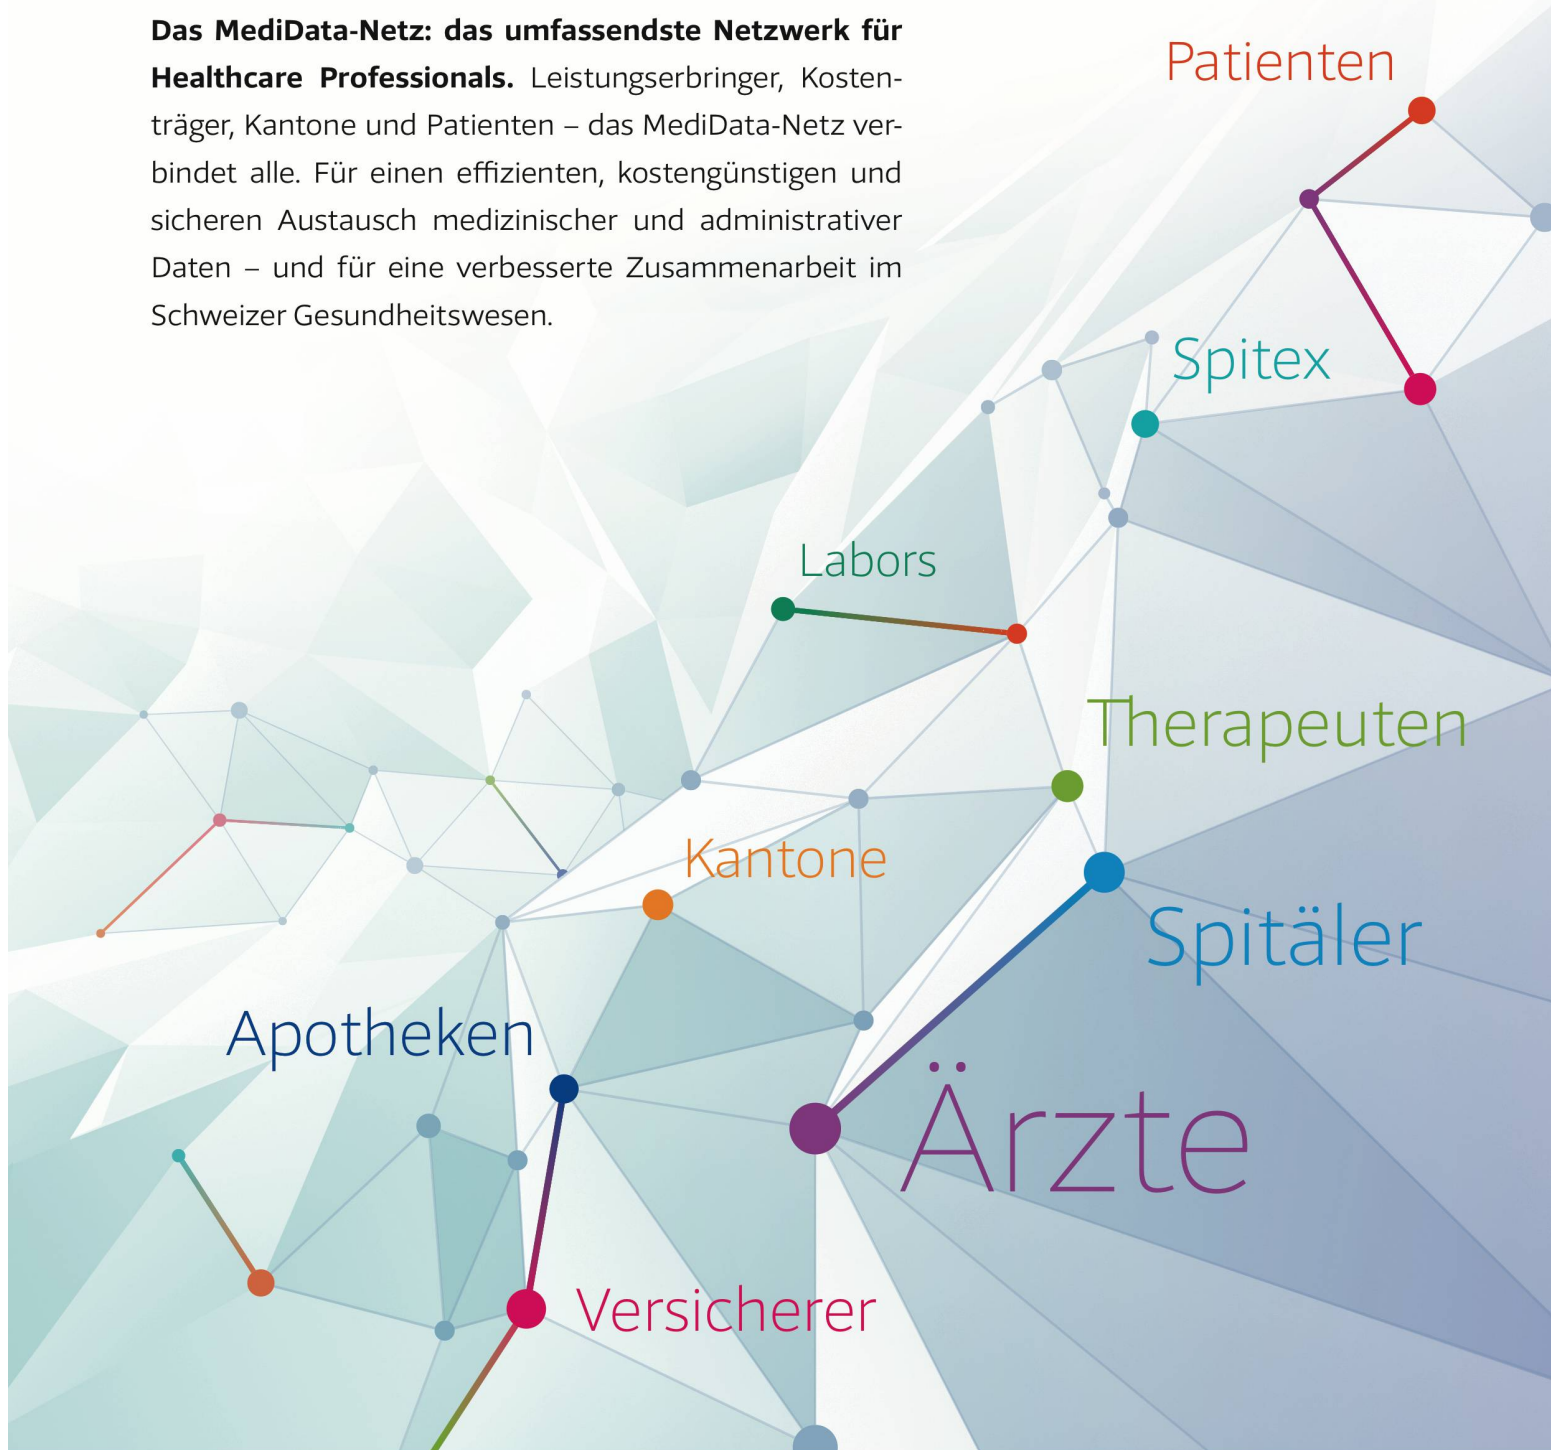 Das MediData-Netz: das umfassendste Netzwerk für
Healthcare Professionals. Leistungserbringer, Kosten-
träger, Kantone und Patienten – das MediData-Netz ver-
bindet alle. Für einen effizienten, kostengünstigen und
sicheren Austausch medizinischer und administrativer
Daten – und für eine verbesserte Zusammenarbeit im
Schweizer Gesundheitswesen.
Patienten
Spitex
Labors
Therapeuten
Kantone
Spitäler
Apotheken
Ärzte
Versicherer